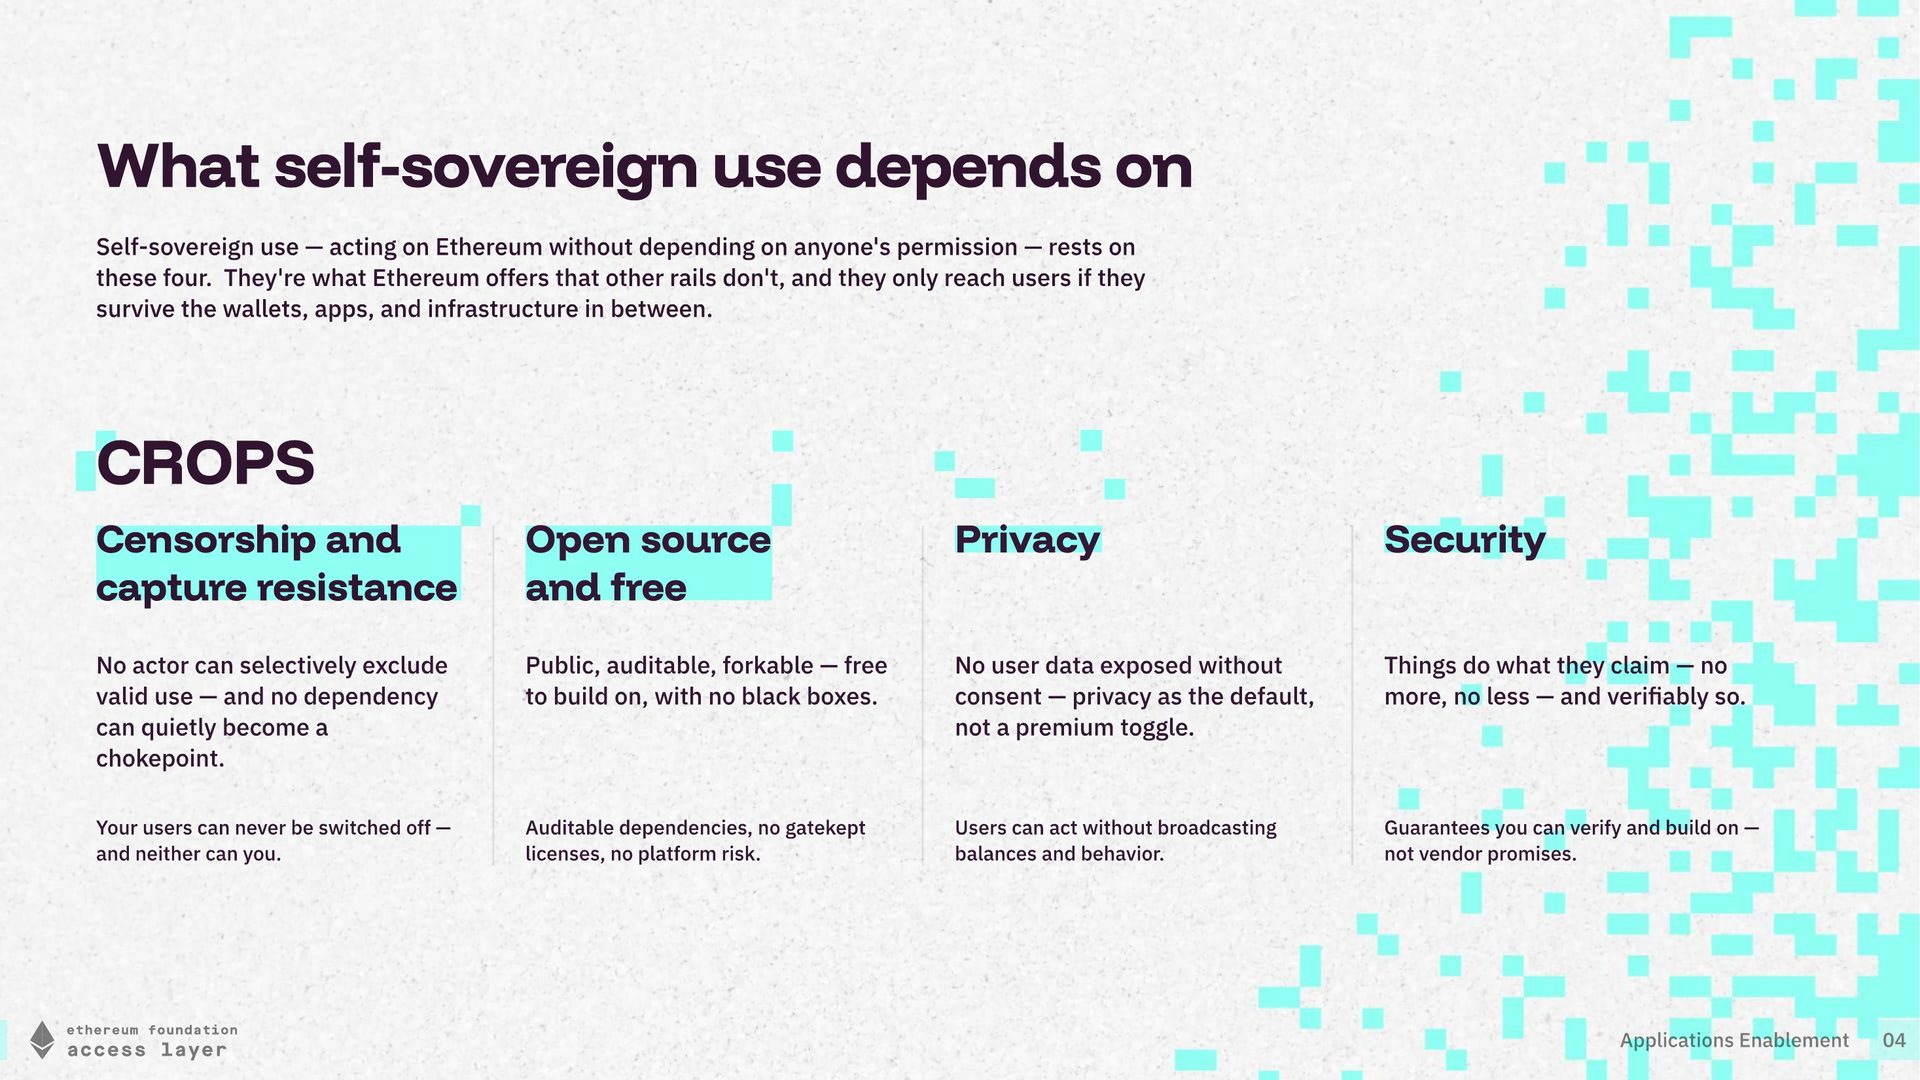 What self-sovereign use depends on
Self-sovereign use — acting on Ethereum without depending on anyone's permission — rests on
these four.  They're what Ethereum offers that other rails don't, and they only reach users if they
survive the wallets, apps, and infrastructure in between.
CROPS
Censorship and
capture resistance
No actor can selectively exclude
valid use — and no dependency
can quietly become a
chokepoint.
Your users can never be switched off —
and neither can you.
Open source
and free
Public, auditable, forkable — free
to build on, with no black boxes.
Auditable dependencies, no gatekept
licenses, no platform risk.
Privacy
No user data exposed without
consent — privacy as the default,
not a premium toggle.
Users can act without broadcasting
balances and behavior.
Security
Things do what they claim — no
more, no less — and verifiably so.
Guarantees you can verify and build on —
not vendor promises.
ethereum foundation
access layer
Applications Enablement
04